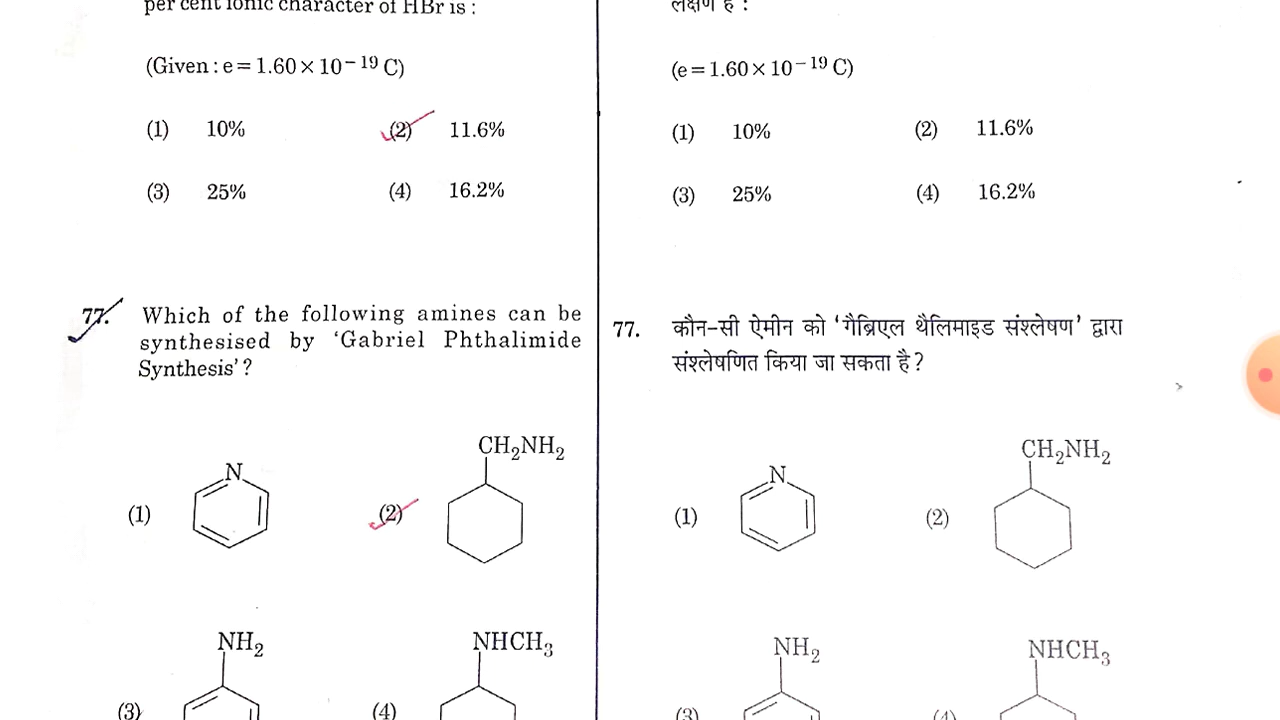 per cent ionic character of HBr is :
(Given : e = 1.60 × 10⁻¹⁹ C)
(1) 10% (2) 11.6%
(3) 25% (4) 16.2%
77. Which of the following amines can be
synthesised by ‘Gabriel Phthalimide
Synthesis’ ?
(1) N (2) CH₂NH₂
(3) NH₂ (4) NHCH₃
लक्षण है :
(e = 1.60 × 10⁻¹⁹ C)
(1) 10% (2) 11.6%
(3) 25% (4) 16.2%
77. कौन-सी ऐमीन को ‘गैब्रिएल थैलिमाइड संश्लेषण’ द्वारा
संश्लेषणित किया जा सकता है ?
(1) N (2) CH₂NH₂
(3) NH₂ (4) NHCH₃